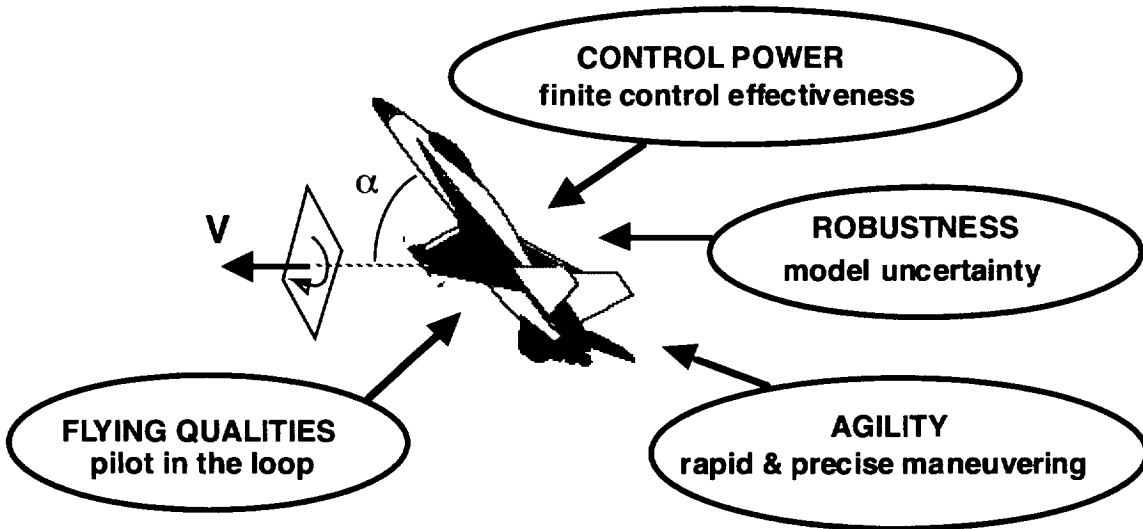 CONTROL POWER
finite control effectiveness
α
V
ROBUSTNESS
model uncertainty
FLYING QUALITIES
pilot in the loop
AGILITY
rapid & precise maneuvering